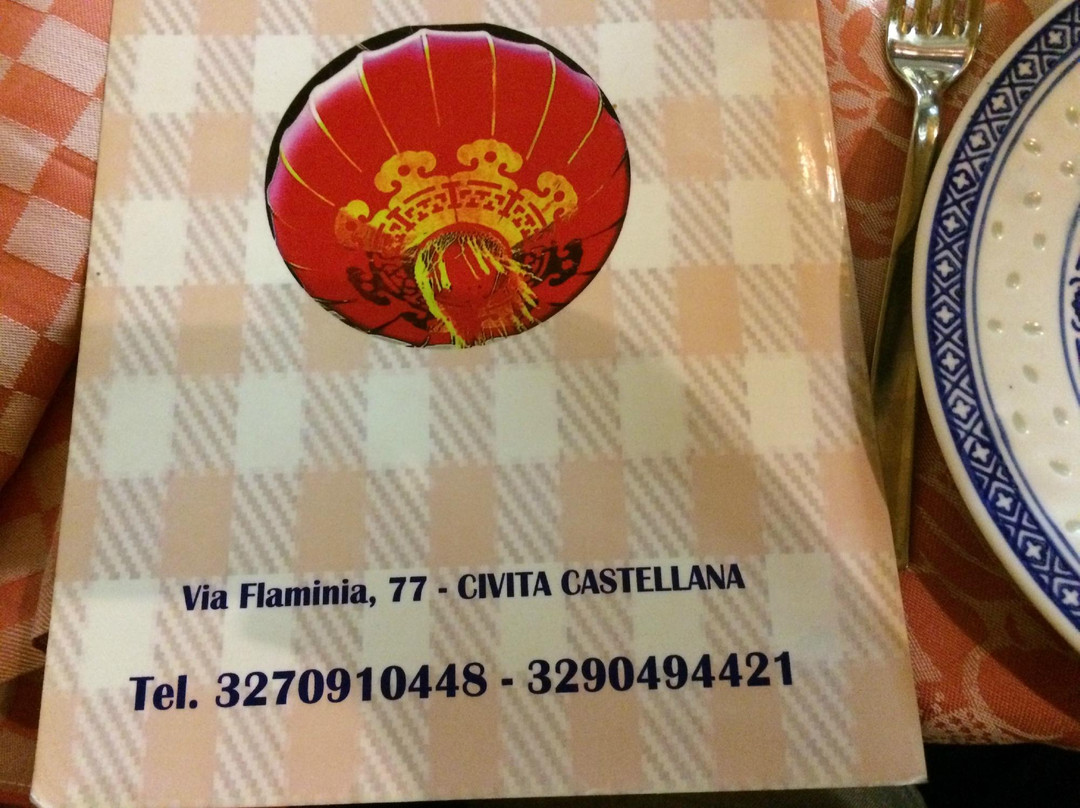 Via Flaminia, 77 - CIVITA CASTELLANA
Tel. 3270910448 - 3290494421